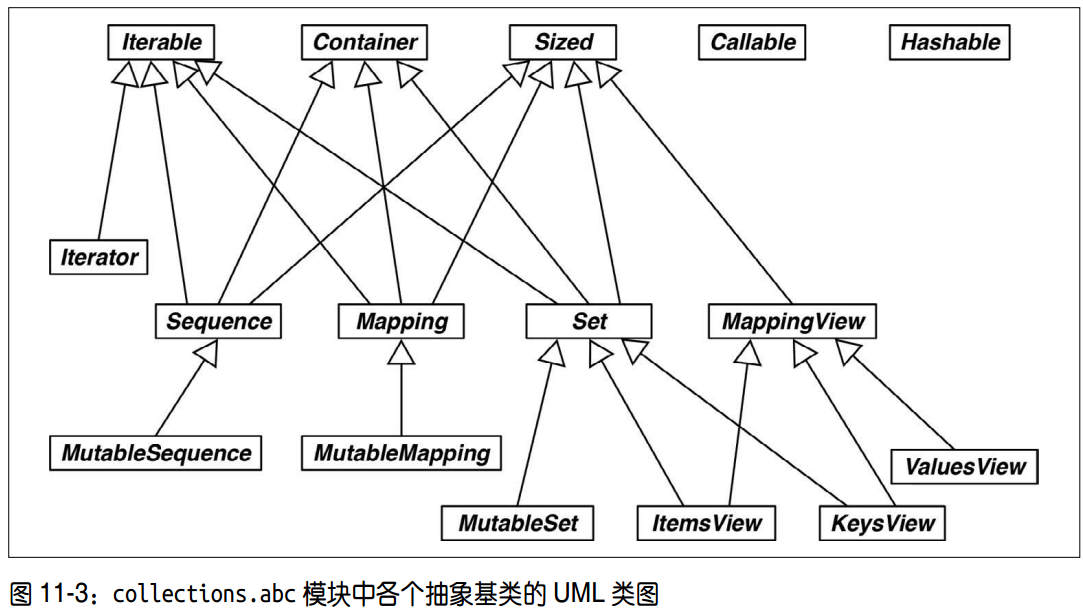 Iterable Container Sized Callable Hashable
Iterator
Sequence Mapping Set MappingView
MutableSequence MutableMapping ValuesView
MutableSet ItemsView KeysView
图 11-3：collections.abc 模块中各个抽象基类的 UML 类图